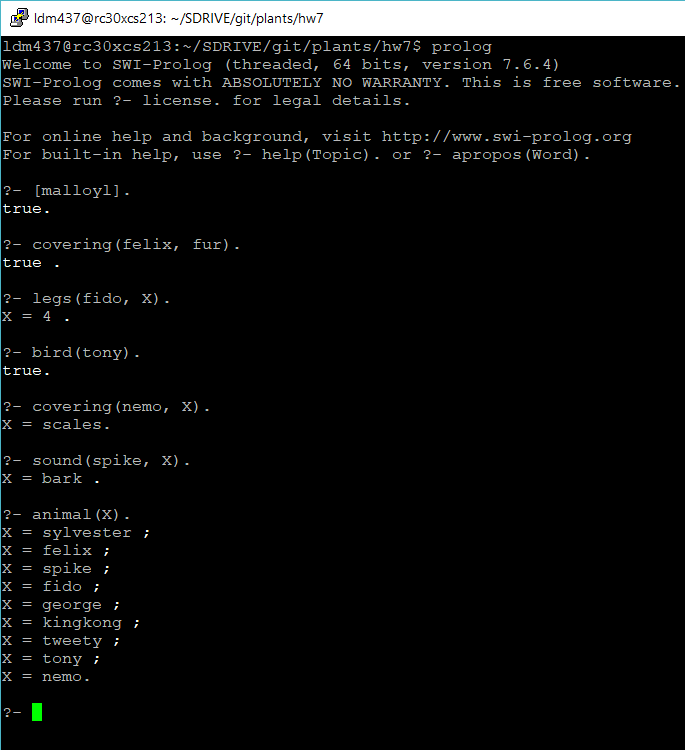 ldm437@rc30xcs213: ~/SDRIVE/git/plants/hw7
ldm437@rc30xcs213:~/SDRIVE/git/plants/hw7$ prolog
Welcome to SWI-Prolog (threaded, 64 bits, version 7.6.4)
SWI-Prolog comes with ABSOLUTELY NO WARRANTY. This is free software.
Please run ?- license. for legal details.
For online help and background, visit http://www.swi-prolog.org
For built-in help, use ?- help(Topic). or ?- apropos(Word).
?- [malloyl].
true.
?- covering(felix, fur).
true .
?- legs(fido, X).
X = 4 .
?- bird(tony).
true.
?- covering(nemo, X).
X = scales.
?- sound(spike, X).
X = bark .
?- animal(X).
X = sylvester ;
X = felix ;
X = spike ;
X = fido ;
X = george ;
X = kingkong ;
X = tweety ;
X = tony ;
X = nemo.
?-